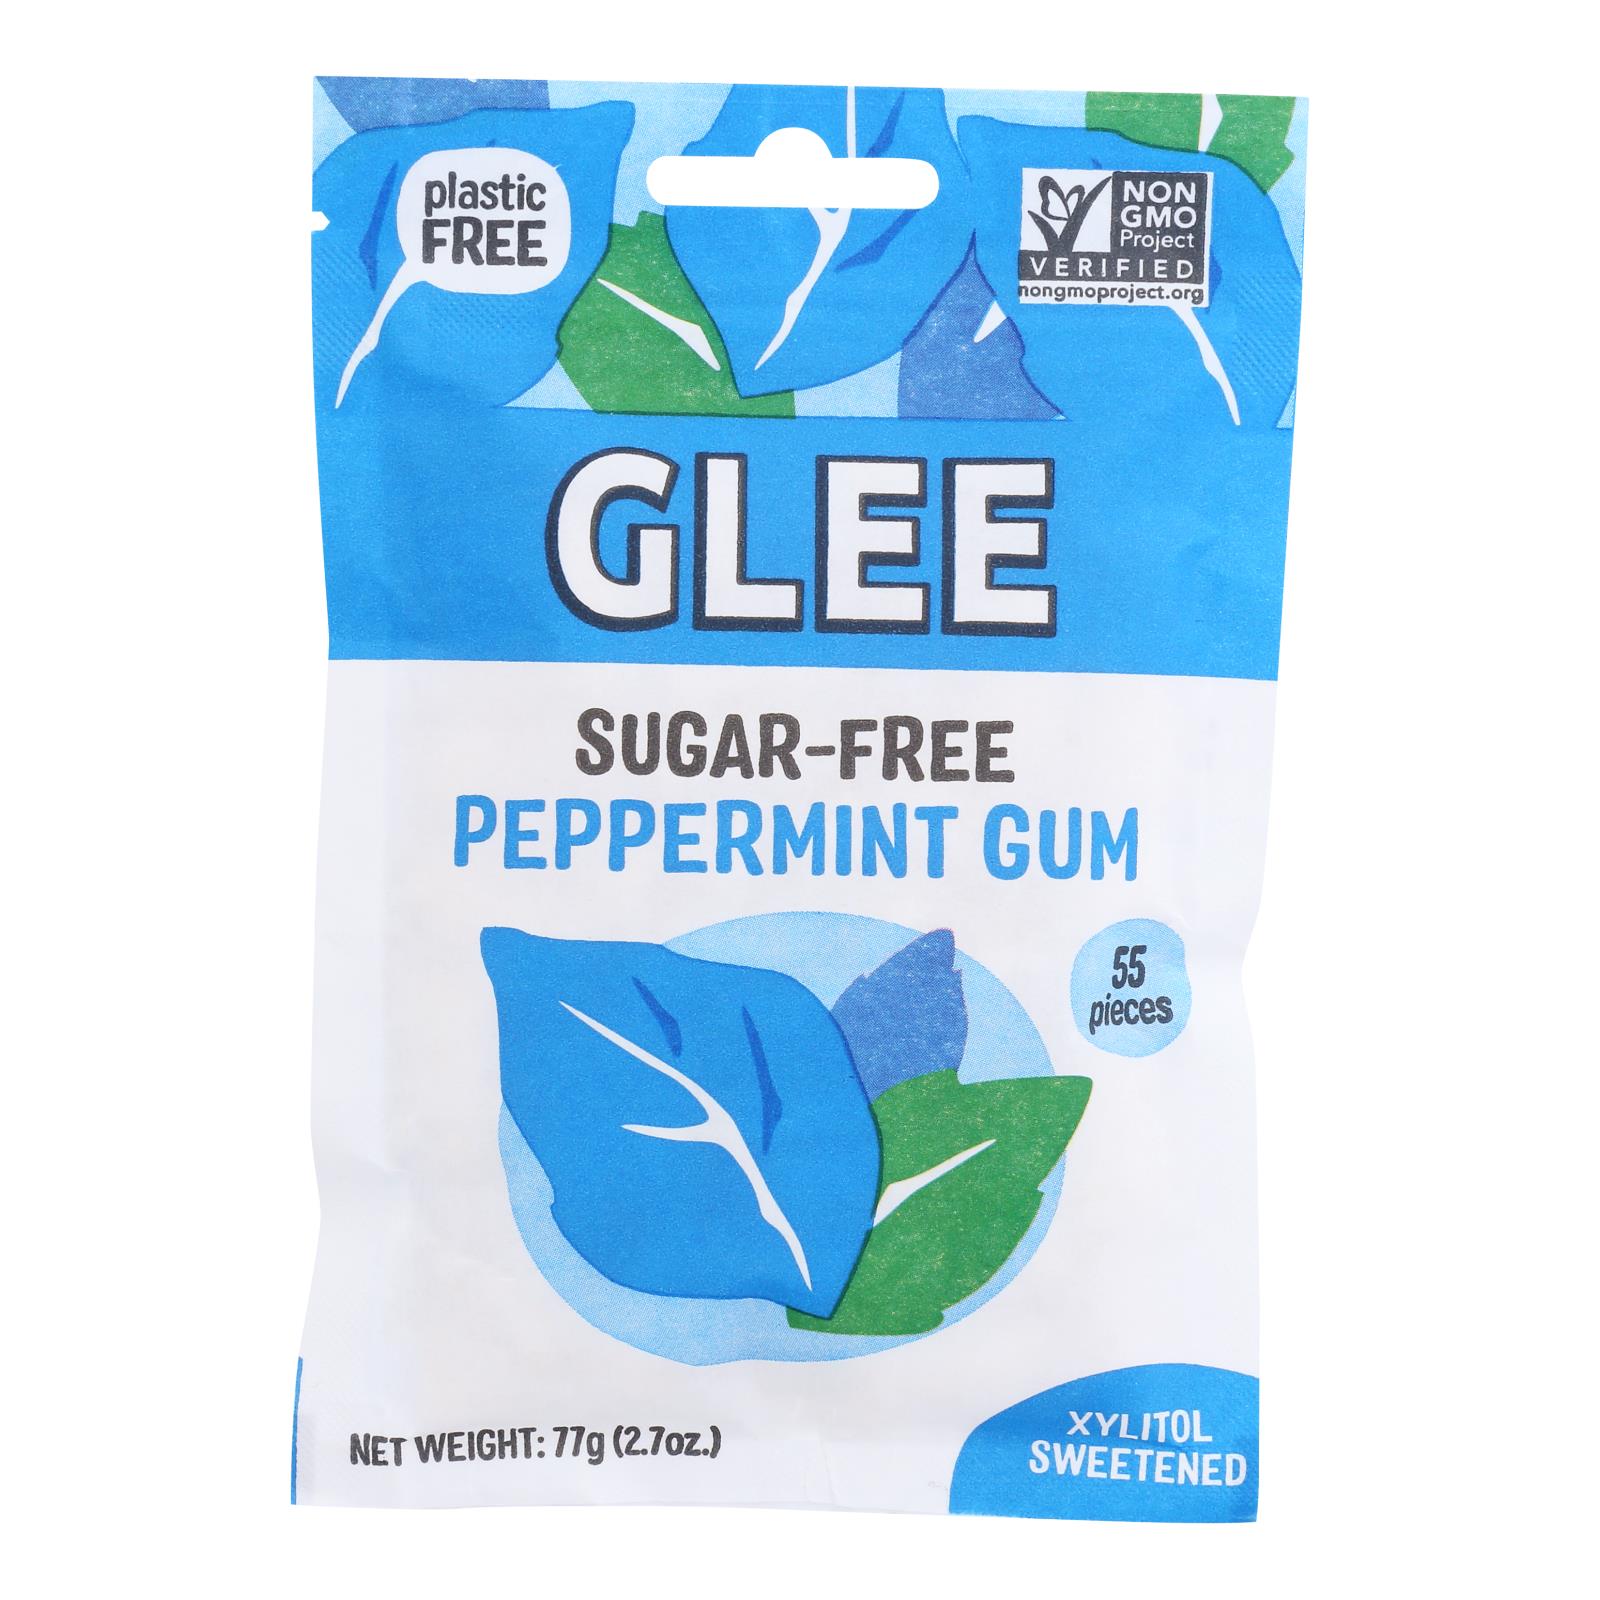 plastic
FREE
NON
GMO
Project
VERIFIED
nongmoproject.org
GLEE
SUGAR-FREE
PEPPERMINT GUM
55
pieces
NET WEIGHT: 77g (2.7oz.)
XYLITOL
SWEETENED